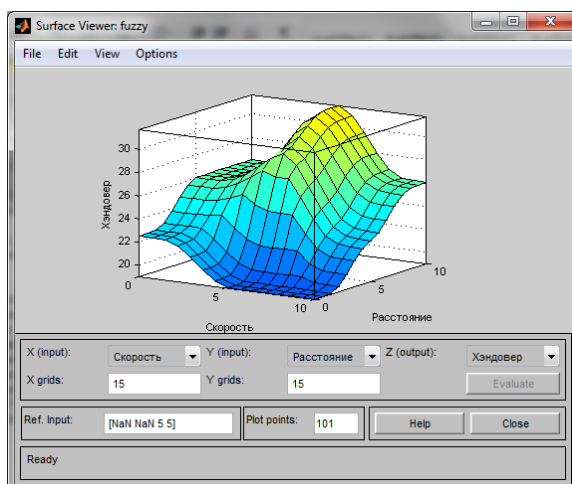 Surface Viewer: fuzzy
File Edit View Options
30
28
26
24
22
20
Хэндовер
0
5
10
Скорость
0
5
10
Расстояние
X (input): Скорость Y (input): Расстояние Z (output): Хэндовер
X grids: 15 Y grids: 15 Evaluate
Ref. Input: [NaN NaN 5 5] Plot points: 101 Help Close
Ready